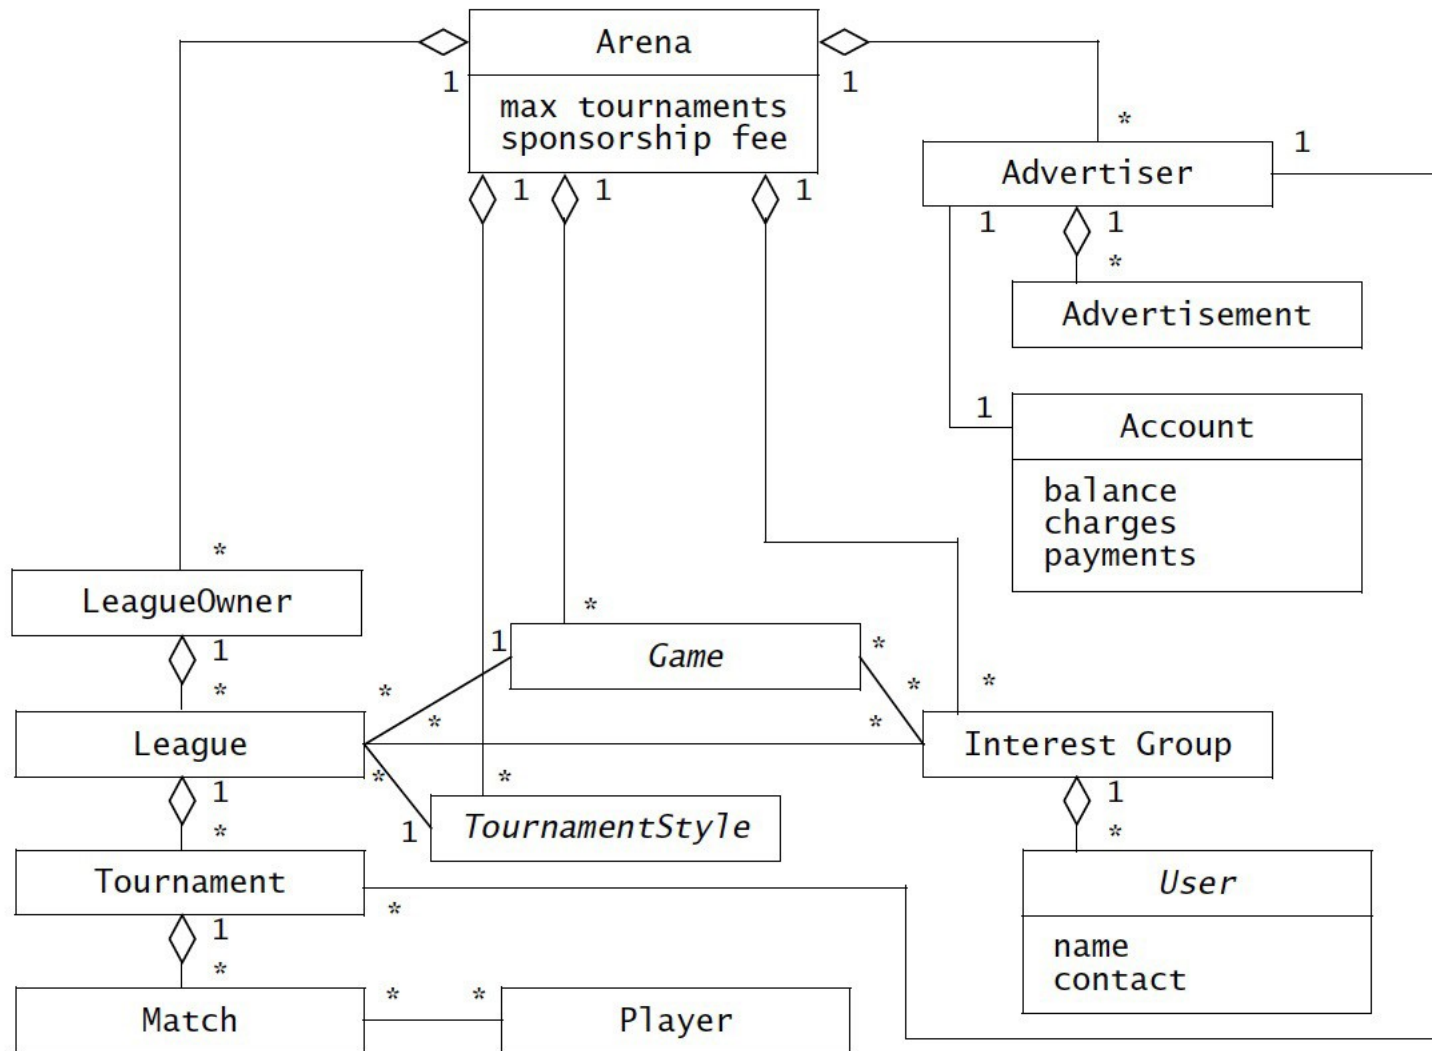 Arena
1
1
max tournaments
sponsorship fee
*
1
Advertiser
1
1
1
1
1
*
Advertisement
1
Account
balance
charges
payments
*
LeagueOwner
*
1
1
Game
*
*
*
*
*
*
*
League
Interest Group
*
*
1
1
*
1
*
TournamentStyle
Tournament
User
*
1
name
contact
*
*
*
Match
Player